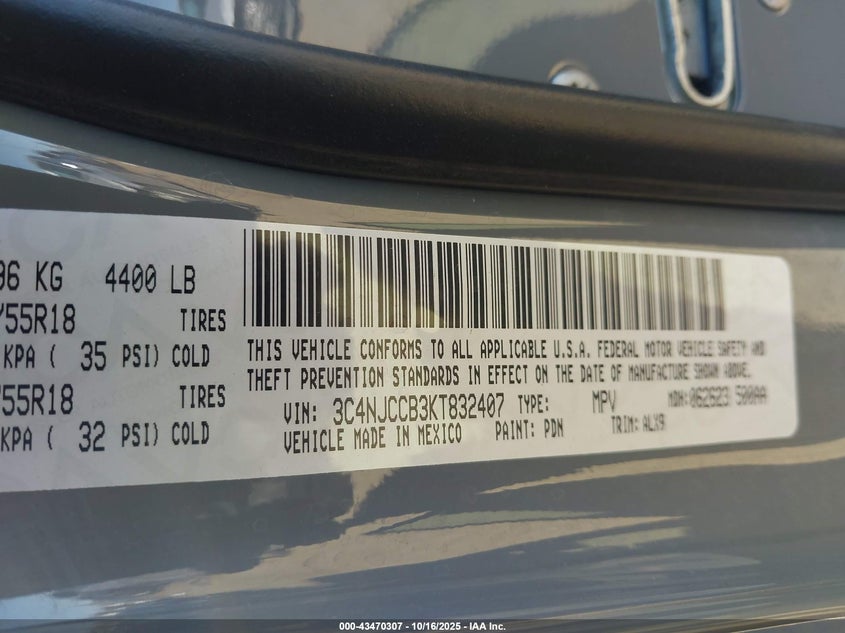 96 KG 4400 LB
55R18 TIRES
KPA ( 35 PSI) COLD
55R18 TIRES
KPA ( 32 PSI) COLD
THIS VEHICLE CONFORMS TO ALL APPLICABLE U.S.A. FEDERAL MOTOR VEHICLE SAFETY AND
THEFT PREVENTION STANDARDS IN EFFECT ON THE DATE OF MANUFACTURE SHOWN ABOVE.
VIN: 3C4NJCCB3KT832407 TYPE: MPV MDH: 062623 500AA
VEHICLE MADE IN MEXICO PAINT: PDN TRIM: ALX9
000-43470307 - 10/16/2025 - IAA Inc.